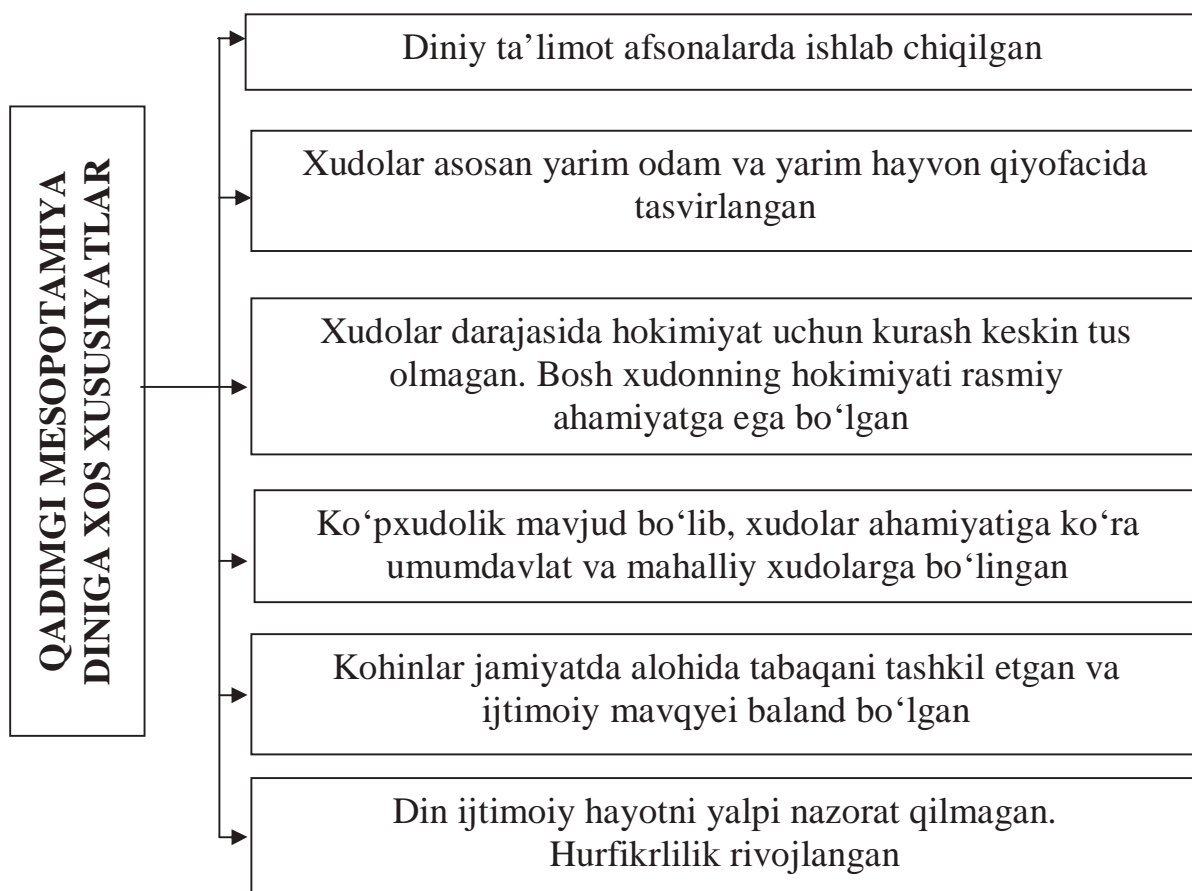 QADIMGI MESOPOTAMIYA
DINIGA XOS XUSUSIYATLAR
Diniy ta’limot afsonalarda ishlab chiqilgan
Xudolar asosan yarim odam va yarim hayvon qiyofacida
tasvirlangan
Xudolar darajasida hokimiyat uchun kurash keskin tus
olmagan. Bosh xudonning hokimiyati rasmiy
ahamiyatga ega bo‘lgan
Ko‘pxudolik mavjud bo‘lib, xudolar ahamiyatiga ko‘ra
umumdavlat va mahalliy xudolarga bo‘lingan
Kohinlar jamiyatda alohida tabaqani tashkil etgan va
ijtimoiy mavqyei baland bo‘lgan
Din ijtimoiy hayotni yalpi nazorat qilmagan.
Hurfikrlilik rivojlangan